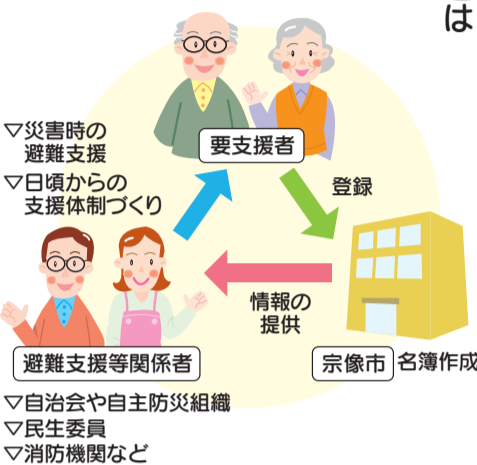 は
要支援者
▽災害時の
避難支援
▽日頃からの
支援体制づくり
登録
情報の
提供
避難支援等関係者
宗像市 名簿作成
▽自治会や自主防災組織
▽民生委員
▽消防機関など